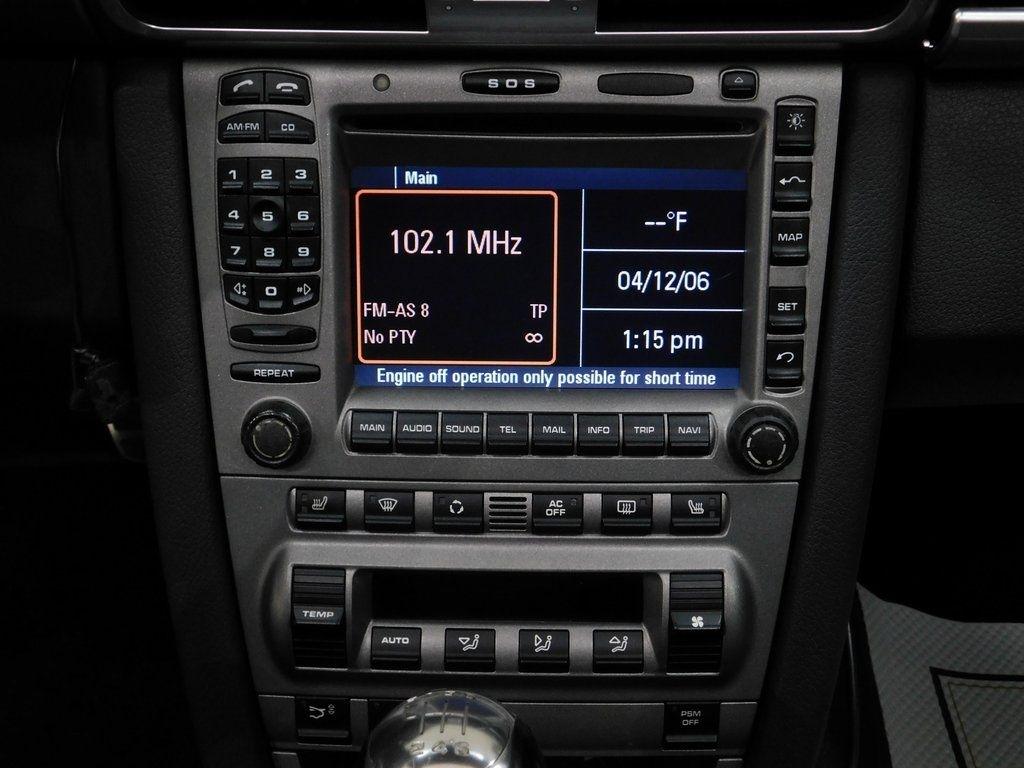 SOS
AM·FM CD
1 2 3
4 5 6
7 8 9
0 #
REPEAT
Main
102.1 MHz
FM-AS 8 TP
No PTY ∞
--°F
04/12/06
1:15 pm
Engine off operation only possible for short time
MAP
SET
MAIN AUDIO SOUND TEL MAIL INFO TRIP NAVI
AC
OFF
TEMP
AUTO
PSM
OFF